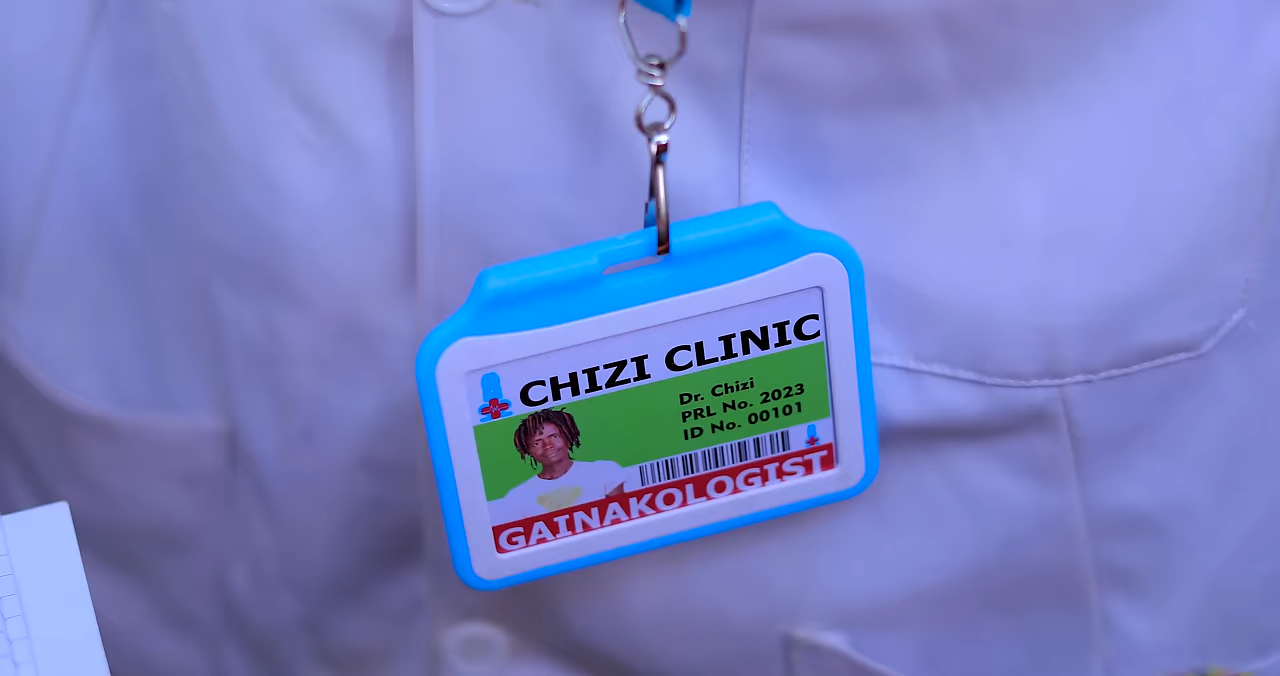 CHIZI CLINIC
Dr. Chizi
PRL No. 2023
ID No. 00101
GAINAKOLOGIST